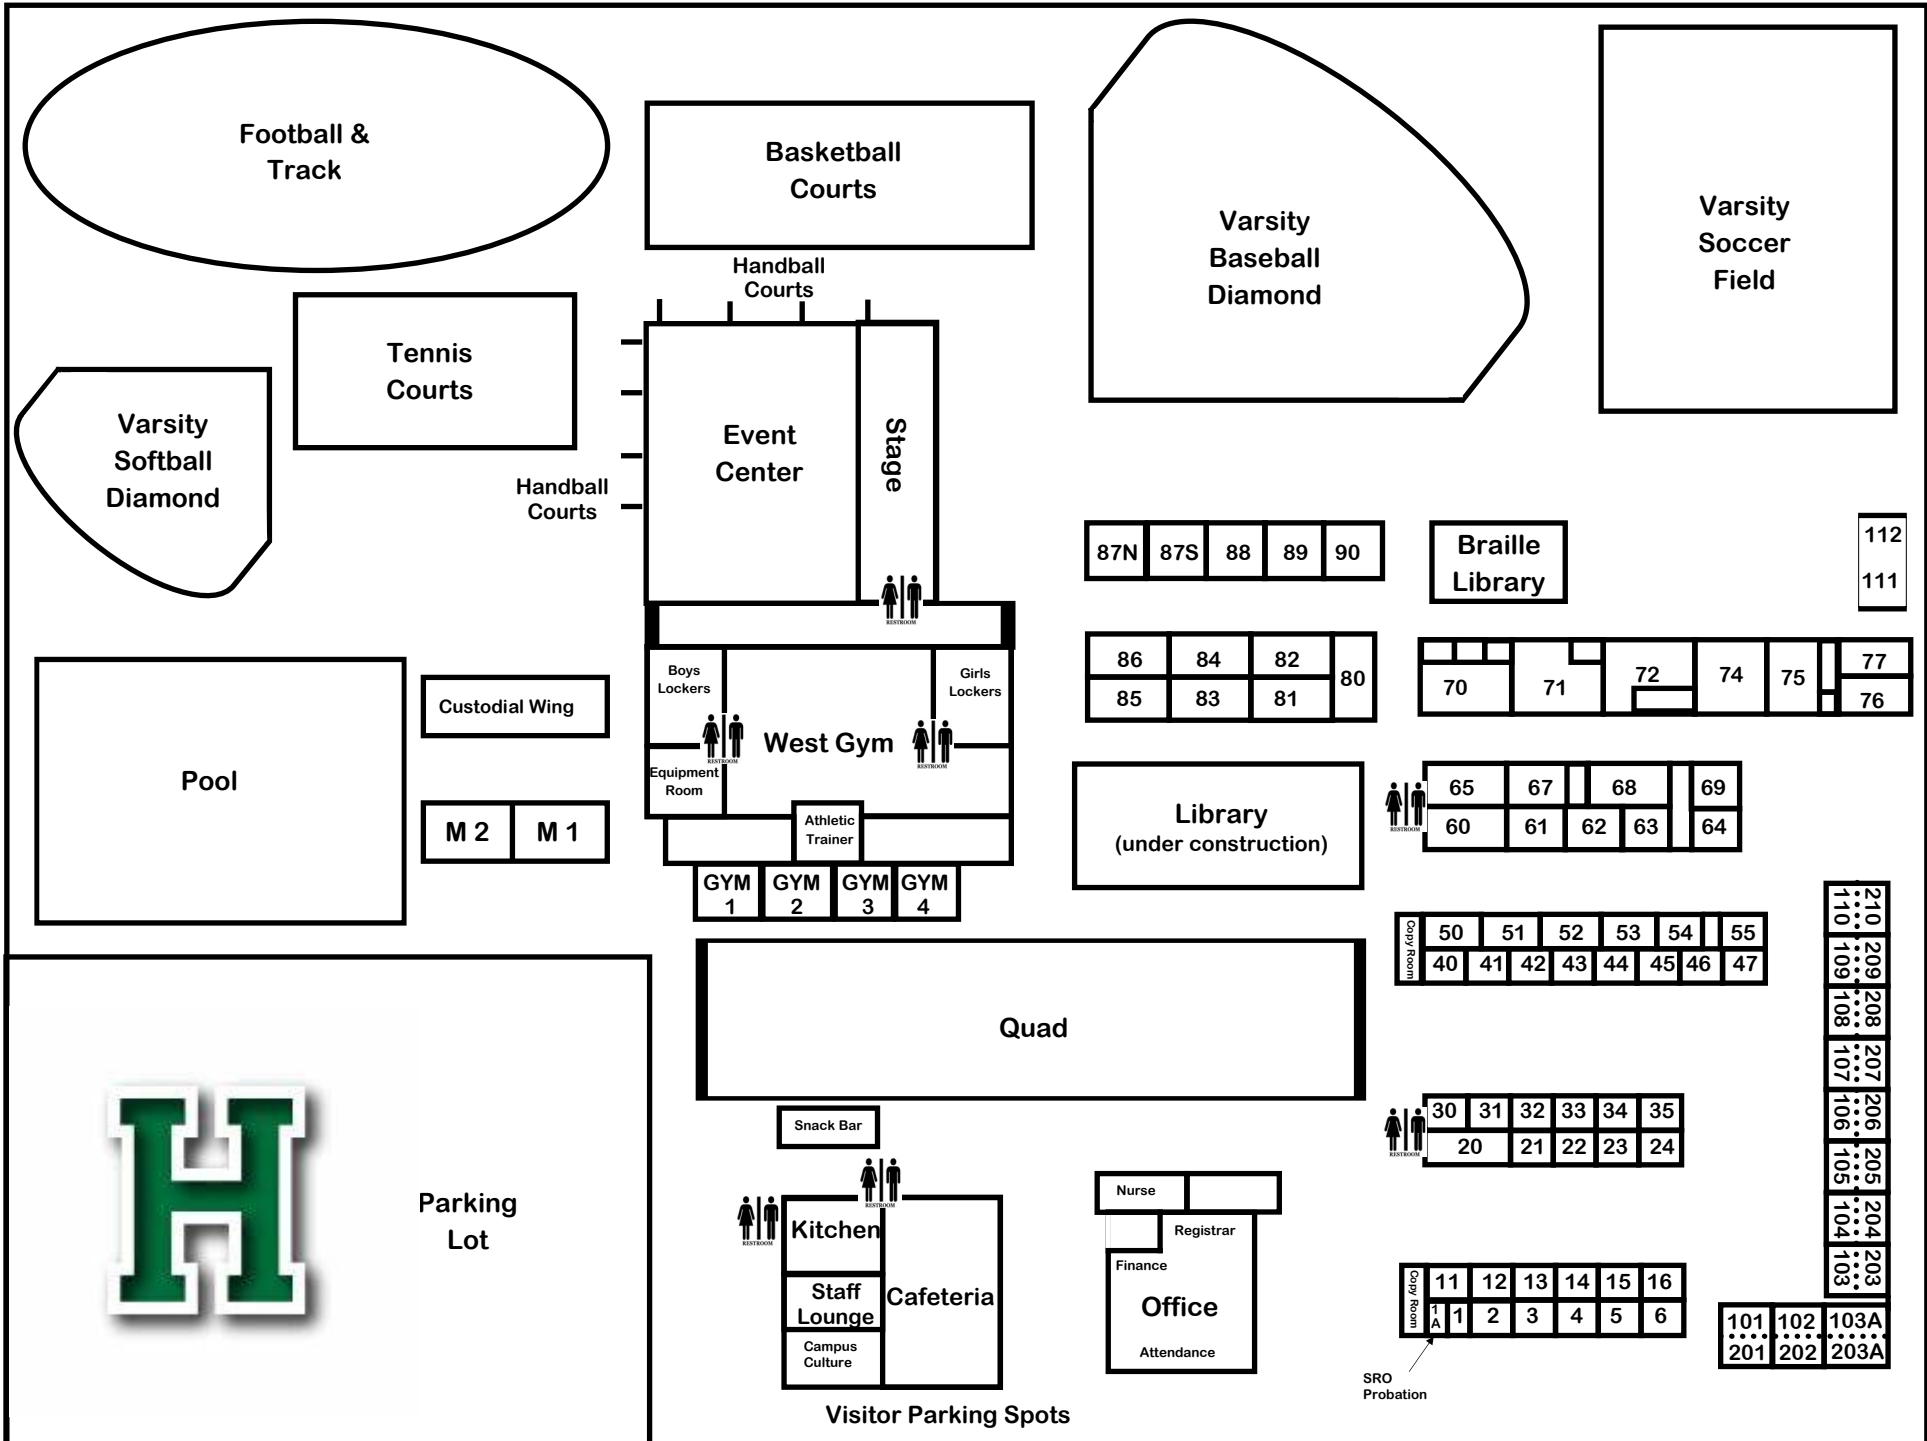 Football &
Track
Basketball
Courts
Varsity
Baseball
Diamond
Varsity
Soccer
Field
Handball
Courts
Tennis
Courts
Varsity
Softball
Diamond
Event
Center
Stage
Handball
Courts
87N 87S 88 89 90
Braille
Library
112
111
RESTROOM
86 84 82
80
85 83 81
70 71 72 74 75 77
76
Boys
Lockers
Girls
Lockers
Custodial Wing
West Gym
RESTROOM
RESTROOM
Equipment
Room
Pool
M 2 M 1
Athletic
Trainer
Library
(under construction)
65 67 68 69
RESTROOM
60 61 62 63 64
GYM
1
GYM
2
GYM
3
GYM
4
Copy Room
50 51 52 53 54 55
40 41 42 43 44 45 46 47
110 210
109 209
108 208
107 207
106 206
105 205
104 204
103 203
Quad
Snack Bar
30 31 32 33 34 35
RESTROOM
20 21 22 23 24
H
Parking
Lot
RESTROOM
RESTROOM
Kitchen
Staff
Lounge
Cafeteria
Campus
Culture
Nurse
Registrar
Finance
Office
Attendance
Copy Room
11 12 13 14 15 16
1
A
1 2 3 4 5 6
SRO
Probation
101 102 103A
201 202 203A
Visitor Parking Spots